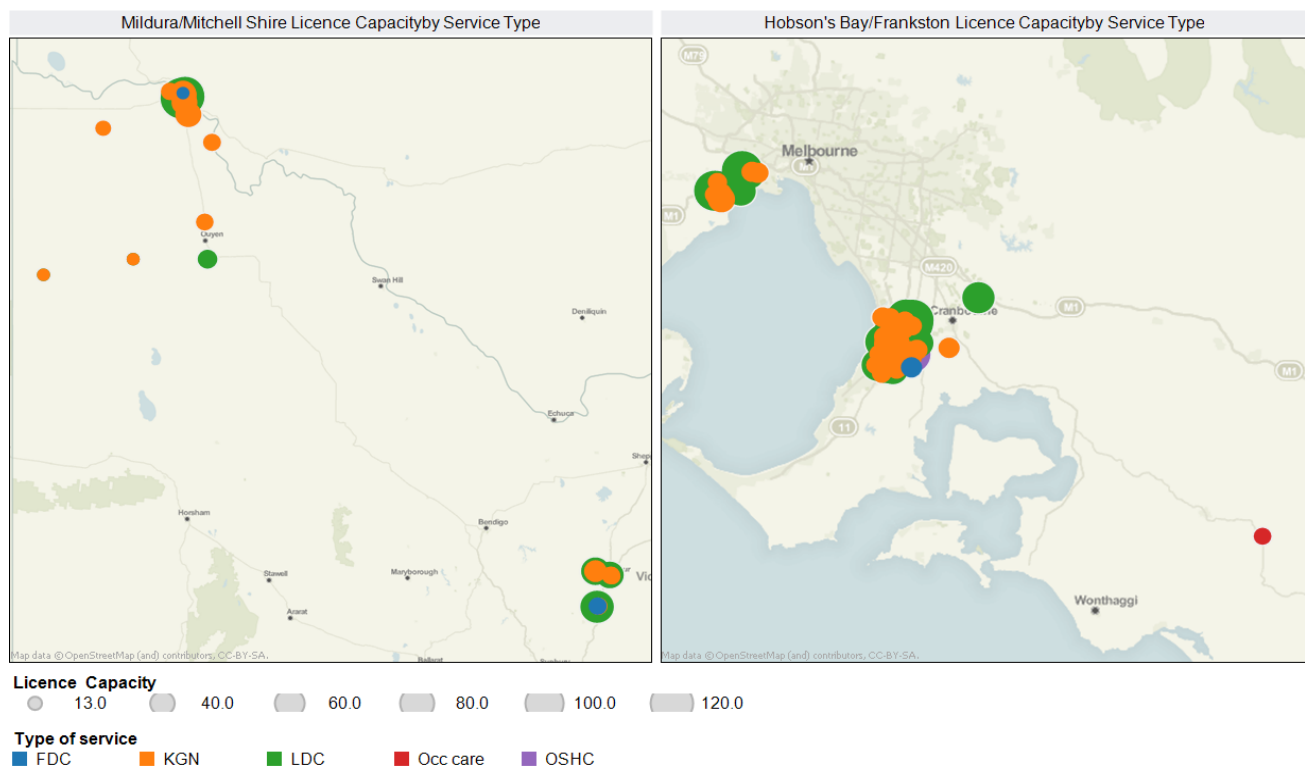 Mildura/Mitchell Shire Licence Capacityby Service Type
Hobson's Bay/Frankston Licence Capacityby Service Type
Ouyen
Swan Hill
Deniliquin
Echuca
Horsham
Bendigo
Stawell
Maryborough
Ararat
Map data © OpenStreetMap (and) contributors, CC-BY-SA.
M79
Melbourne
M1
M1
M420
M1
11
M1
Wonthaggi
Map data © OpenStreetMap (and) contributors, CC-BY-SA.
Licence Capacity
13.0 40.0 60.0 80.0 100.0 120.0
Type of service
FDC KGN LDC Occ care OSHC